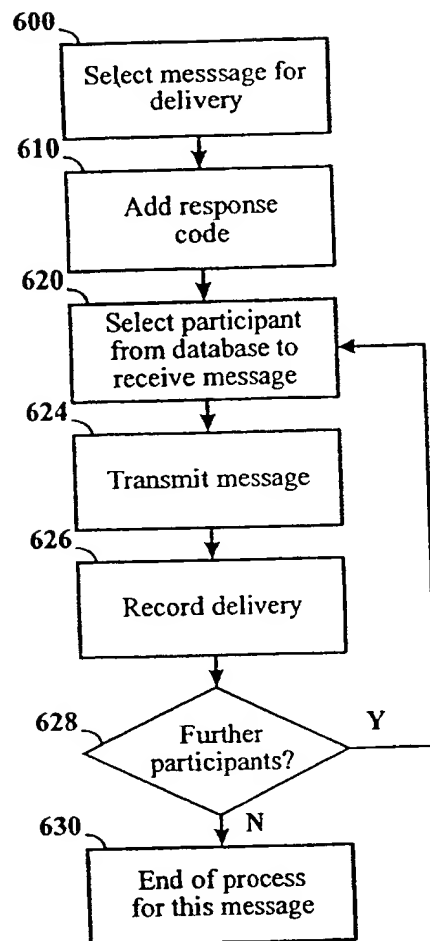 600
Select messsage for
delivery
610
Add response
code
620
Select participant
from database to
receive message
624
Transmit message
626
Record delivery
628
Further
participants?
Y
N
630
End of process
for this message